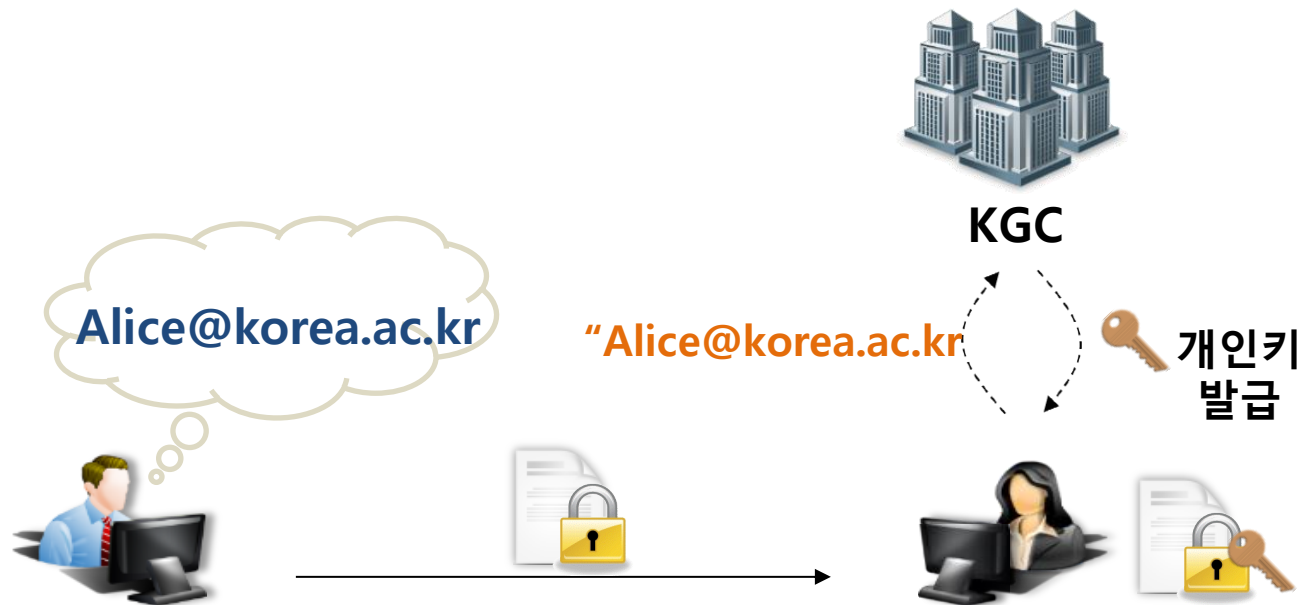 KGC
Alice@korea.ac.kr
“Alice@korea.ac.kr
개인키
발급